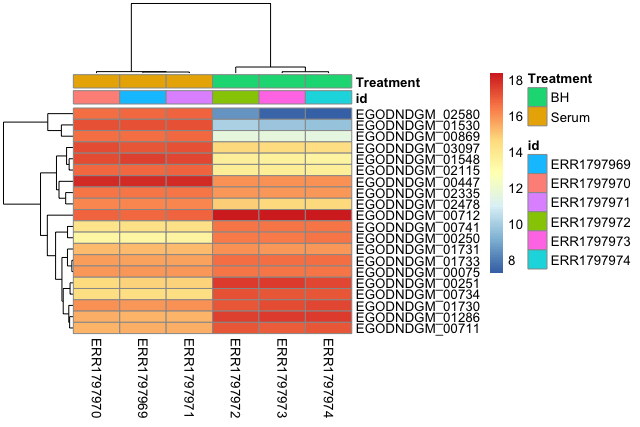 Treatment
id
EGODNDGM_02580
EGODNDGM_01530
EGODNDGM_00869
EGODNDGM_03097
EGODNDGM_01548
EGODNDGM_02115
EGODNDGM_00447
EGODNDGM_02335
EGODNDGM_02478
EGODNDGM_00712
EGODNDGM_00741
EGODNDGM_00250
EGODNDGM_01731
EGODNDGM_01733
EGODNDGM_00075
EGODNDGM_00251
EGODNDGM_00734
EGODNDGM_01730
EGODNDGM_01286
EGODNDGM_00711
ERR1797970
ERR1797969
ERR1797971
ERR1797972
ERR1797973
ERR1797974
18
16
14
12
10
8
Treatment
BH
Serum
id
ERR1797969
ERR1797970
ERR1797971
ERR1797972
ERR1797973
ERR1797974